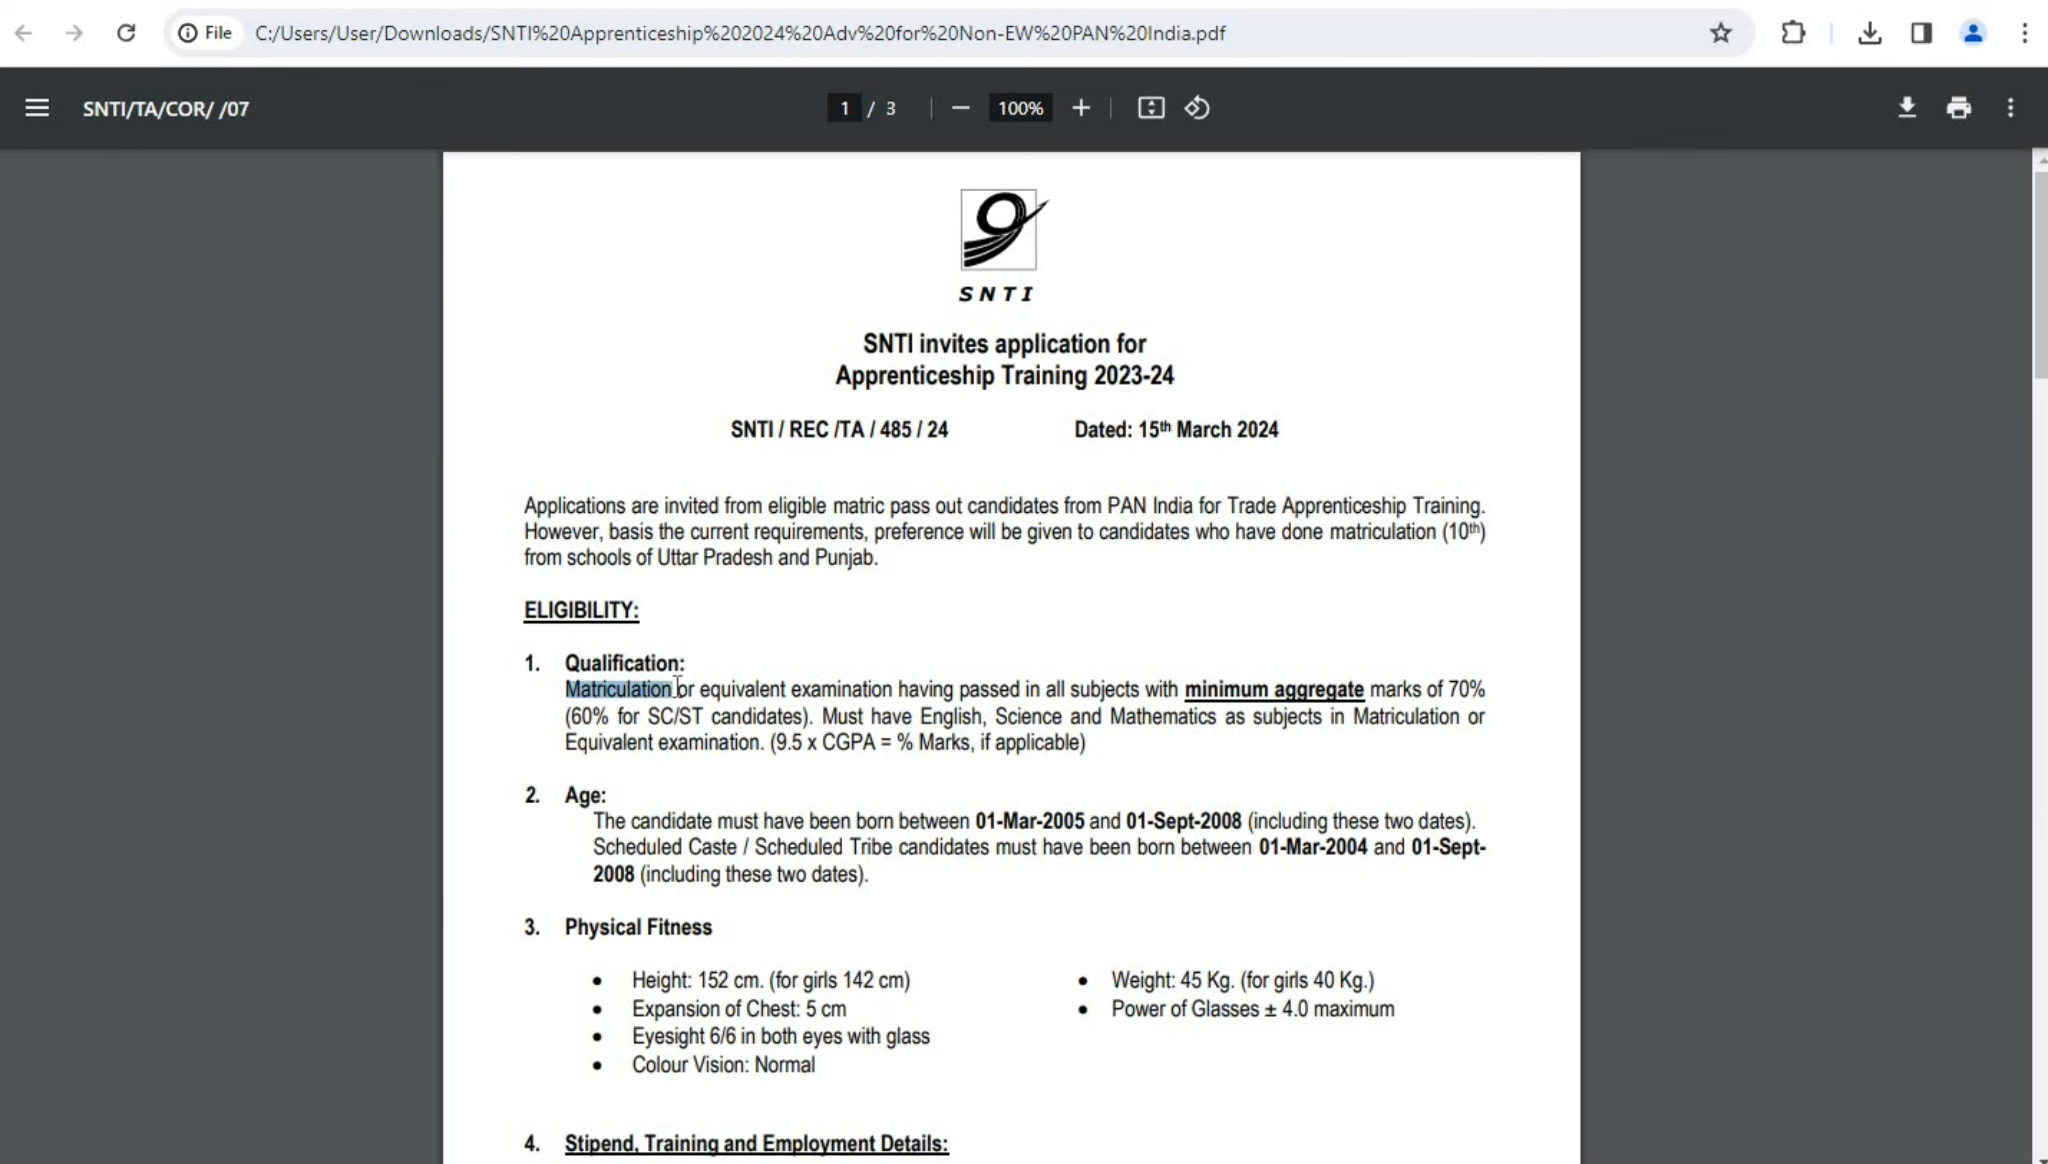 File C:/Users/User/Downloads/SNTI%20Apprenticeship%202024%20Adv%20for%20Non-EW%20PAN%20India.pdf
SNTI/TA/COR/ /07 1 / 3 100%
SNTI
SNTI invites application for
Apprenticeship Training 2023-24
SNTI / REC /TA / 485 / 24 Dated: 15th March 2024
Applications are invited from eligible matric pass out candidates from PAN India for Trade Apprenticeship Training.
However, basis the current requirements, preference will be given to candidates who have done matriculation (10th)
from schools of Uttar Pradesh and Punjab.
ELIGIBILITY:
1. Qualification:
Matriculation or equivalent examination having passed in all subjects with minimum aggregate marks of 70%
(60% for SC/ST candidates). Must have English, Science and Mathematics as subjects in Matriculation or
Equivalent examination. (9.5 x CGPA = % Marks, if applicable)
2. Age:
The candidate must have been born between 01-Mar-2005 and 01-Sept-2008 (including these two dates).
Scheduled Caste / Scheduled Tribe candidates must have been born between 01-Mar-2004 and 01-Sept-
2008 (including these two dates).
3. Physical Fitness
• Height: 152 cm. (for girls 142 cm) • Weight: 45 Kg. (for girls 40 Kg.)
• Expansion of Chest: 5 cm • Power of Glasses ± 4.0 maximum
• Eyesight 6/6 in both eyes with glass
• Colour Vision: Normal
4. Stipend, Training and Employment Details: